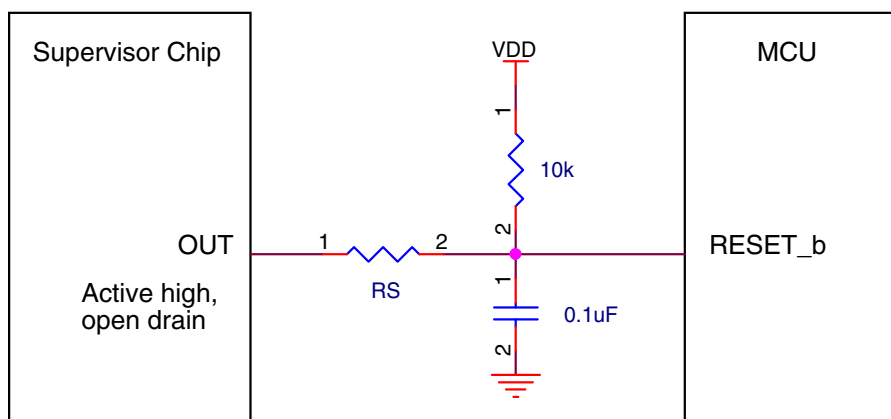 Supervisor Chip
VDD
MCU
1
10k
2
OUT
1
2
RESET_b
RS
1
0.1uF
2
Active high,
open drain